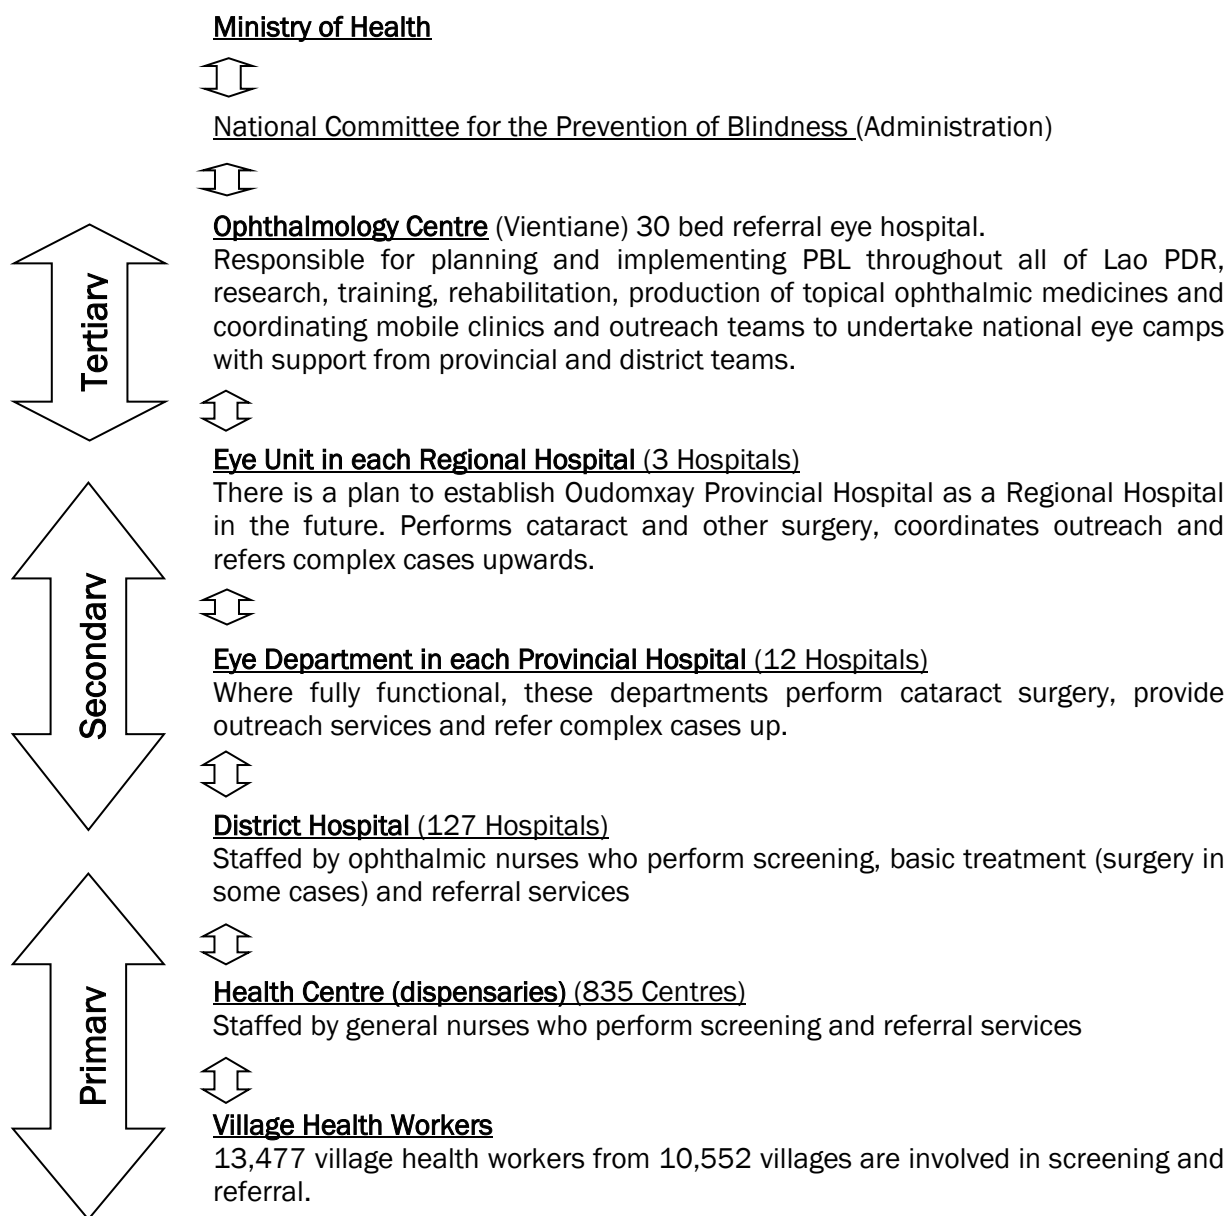 Ministry of Health
National Committee for the Prevention of Blindness (Administration)
Ophthalmology Centre (Vientiane) 30 bed referral eye hospital.
Responsible for planning and implementing PBL throughout all of Lao PDR,
research, training, rehabilitation, production of topical ophthalmic medicines and
coordinating mobile clinics and outreach teams to undertake national eye camps
with support from provincial and district teams.
Tertiary
Eye Unit in each Regional Hospital (3 Hospitals)
There is a plan to establish Oudomxay Provincial Hospital as a Regional Hospital
in the future. Performs cataract and other surgery, coordinates outreach and
refers complex cases upwards.
Secondary
Eye Department in each Provincial Hospital (12 Hospitals)
Where fully functional, these departments perform cataract surgery, provide
outreach services and refer complex cases up.
District Hospital (127 Hospitals)
Staffed by ophthalmic nurses who perform screening, basic treatment (surgery in
some cases) and referral services
Primary
Health Centre (dispensaries) (835 Centres)
Staffed by general nurses who perform screening and referral services
Village Health Workers
13,477 village health workers from 10,552 villages are involved in screening and
referral.